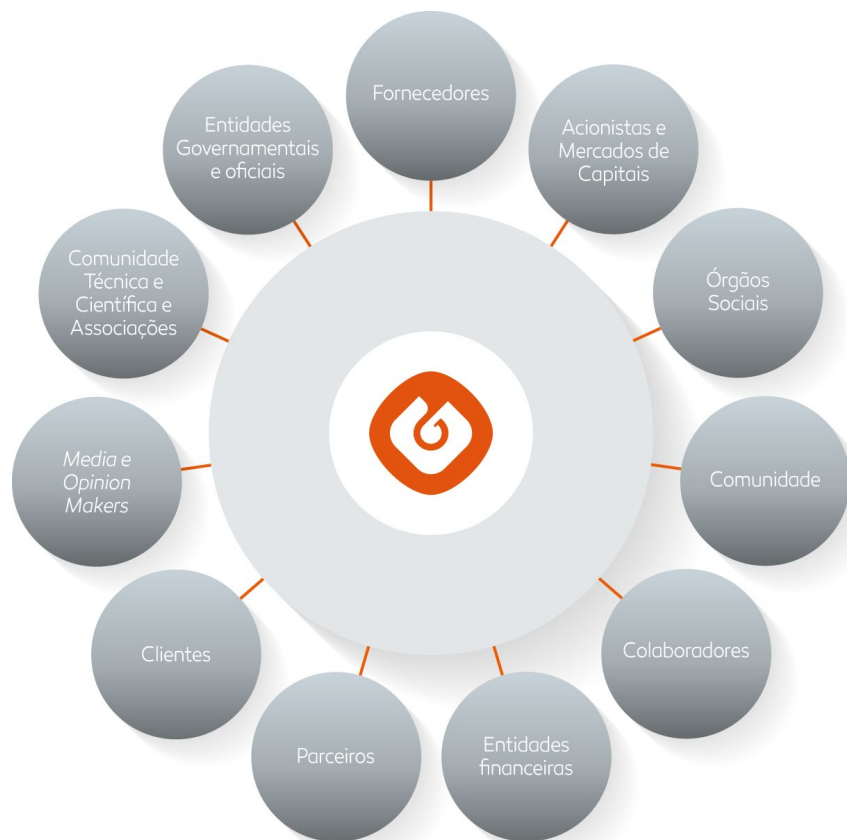 Fornecedores
Acionistas e
Mercados de
Capitais
Órgãos
Sociais
Comunidade
Colaboradores
Entidades
financeiras
Parceiros
Clientes
Media e
Opinion
Makers
Comunidade
Técnica e
Científica e
Associações
Entidades
Governamentais
e oficiais